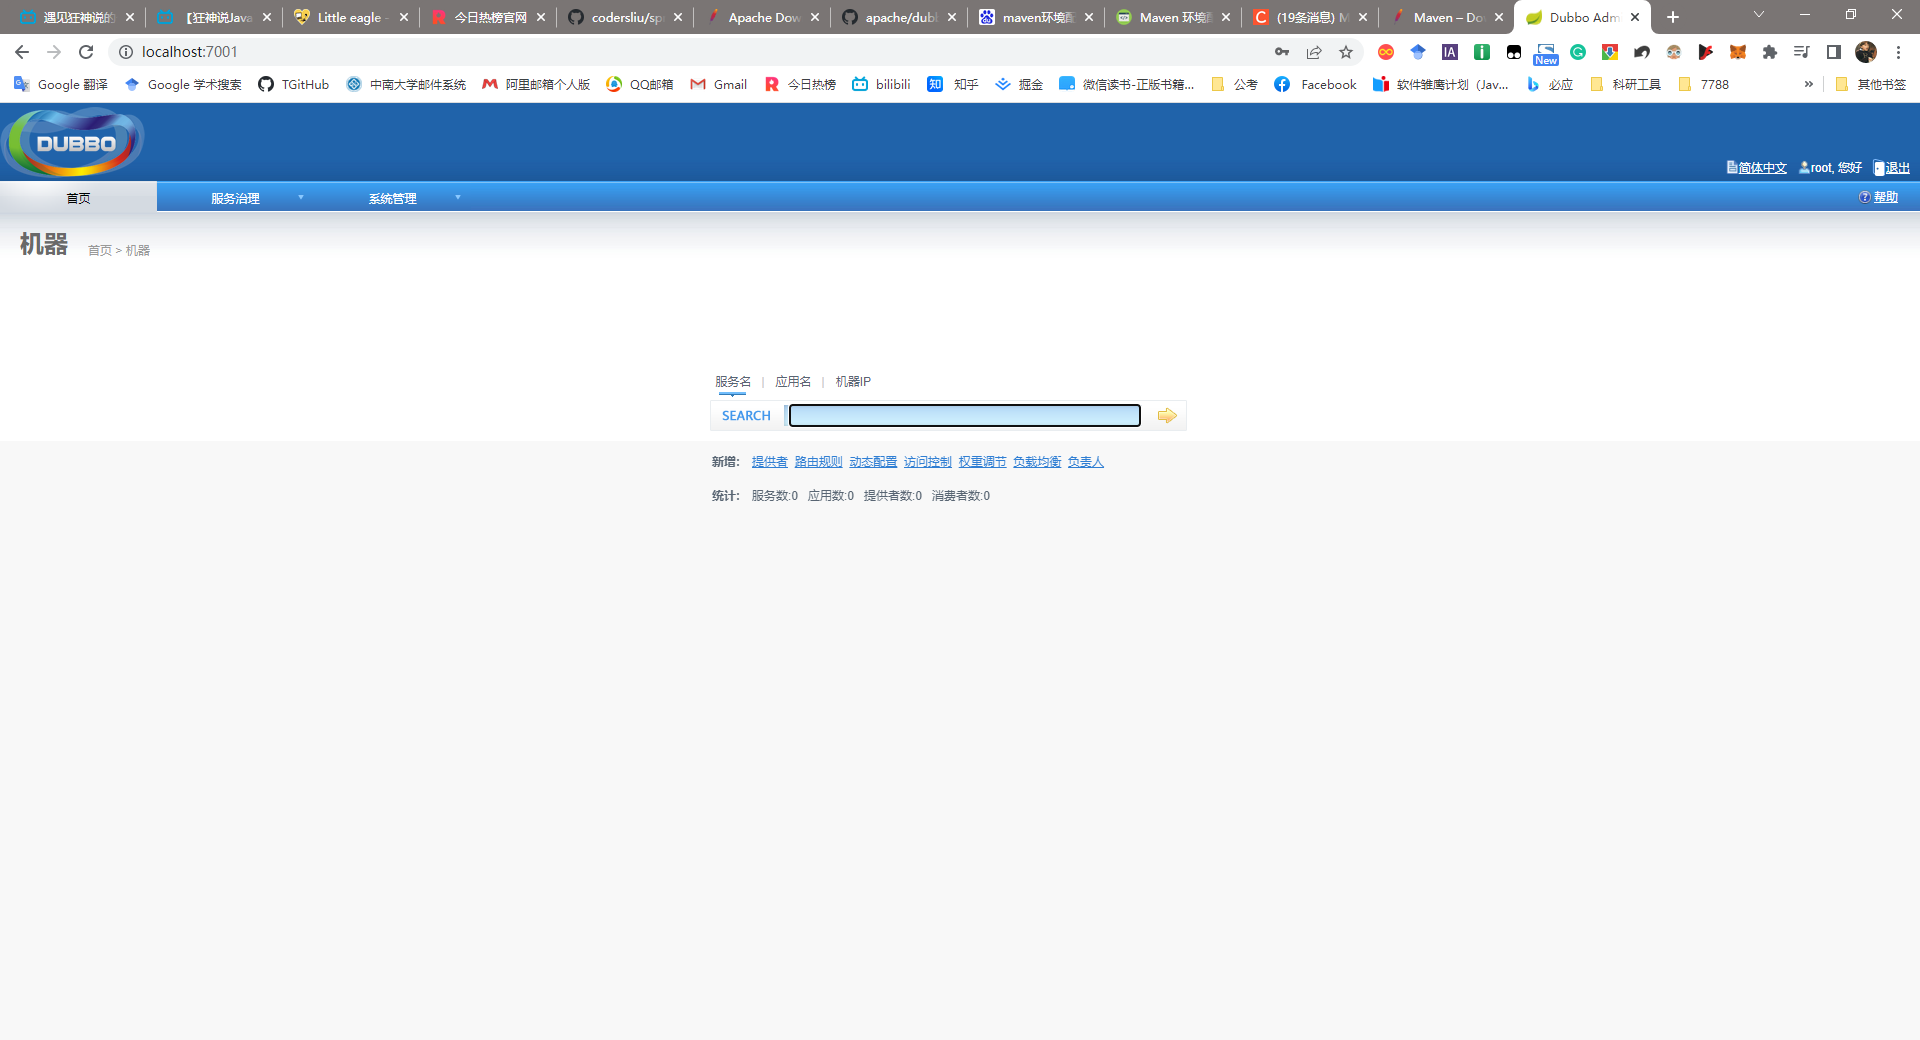 遇见狂神说的
【狂神说Java
Little eagle -
今日热榜官网
codersliu/spr
Apache Dow
apache/dubb
maven环境配
Maven 环境配
(19条消息) M
Maven – Do
Dubbo Adm
localhost:7001
New
Google 翻译
Google 学术搜索
TGitHub
中南大学邮件系统
阿里邮箱个人版
QQ邮箱
Gmail
今日热榜
bilibili
知乎
掘金
微信读书-正版书籍...
公考
Facebook
软件雏鹰计划（Jav...
必应
科研工具
7788
»
其他书签
DUBBO
简体中文 root, 您好 退出
首页 服务治理 系统管理 帮助
机器 首页 > 机器
服务名 | 应用名 | 机器IP
SEARCH
新增： 提供者 路由规则 动态配置 访问控制 权重调节 负载均衡 负责人
统计： 服务数:0 应用数:0 提供者数:0 消费者数:0